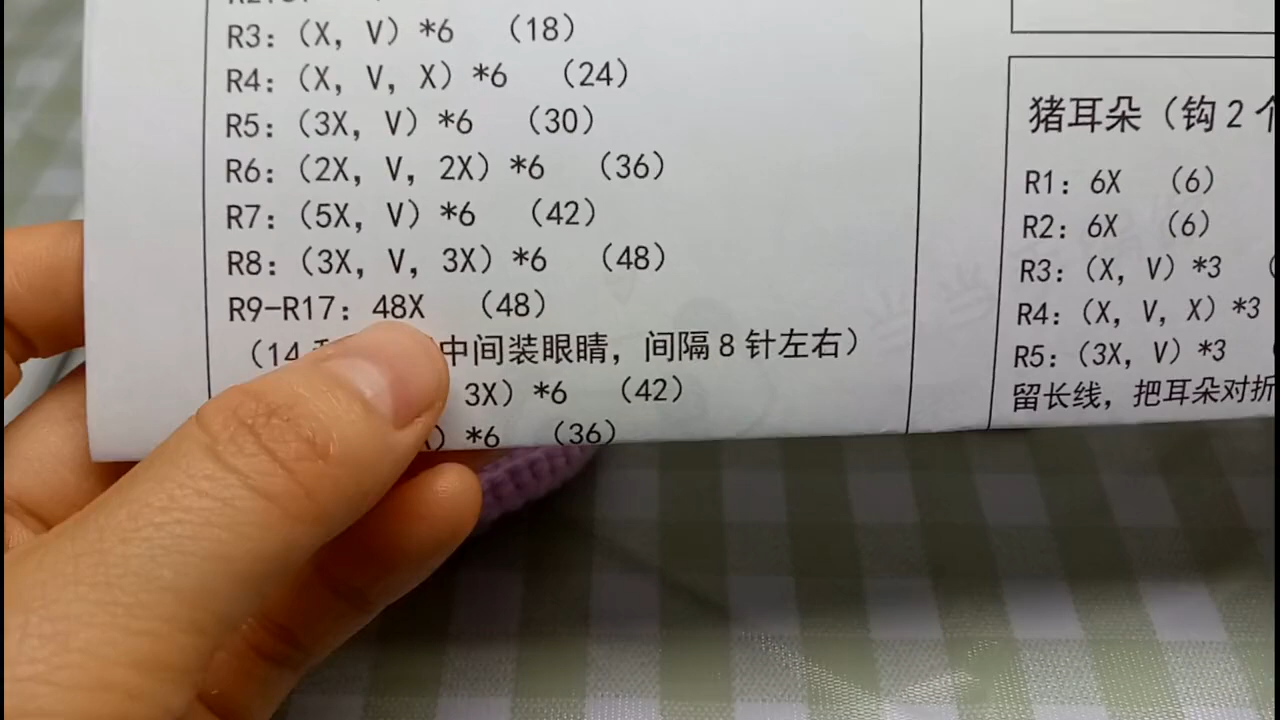 R3：（X，V）*6 （18）
R4：（X，V，X）*6 （24）
R5：（3X，V）*6 （30）
R6：（2X，V，2X）*6 （36）
R7：（5X，V）*6 （42）
R8：（3X，V，3X）*6 （48）
R9-R17：48X （48）
（14 中间装眼睛，间隔8针左右）
3X）*6 （42）
）*6 （36）
猪耳朵（钩2个
R1：6X （6）
R2：6X （6）
R3：（X，V）*3
R4：（X，V，X）*3
R5：（3X，V）*3
留长线，把耳朵对折